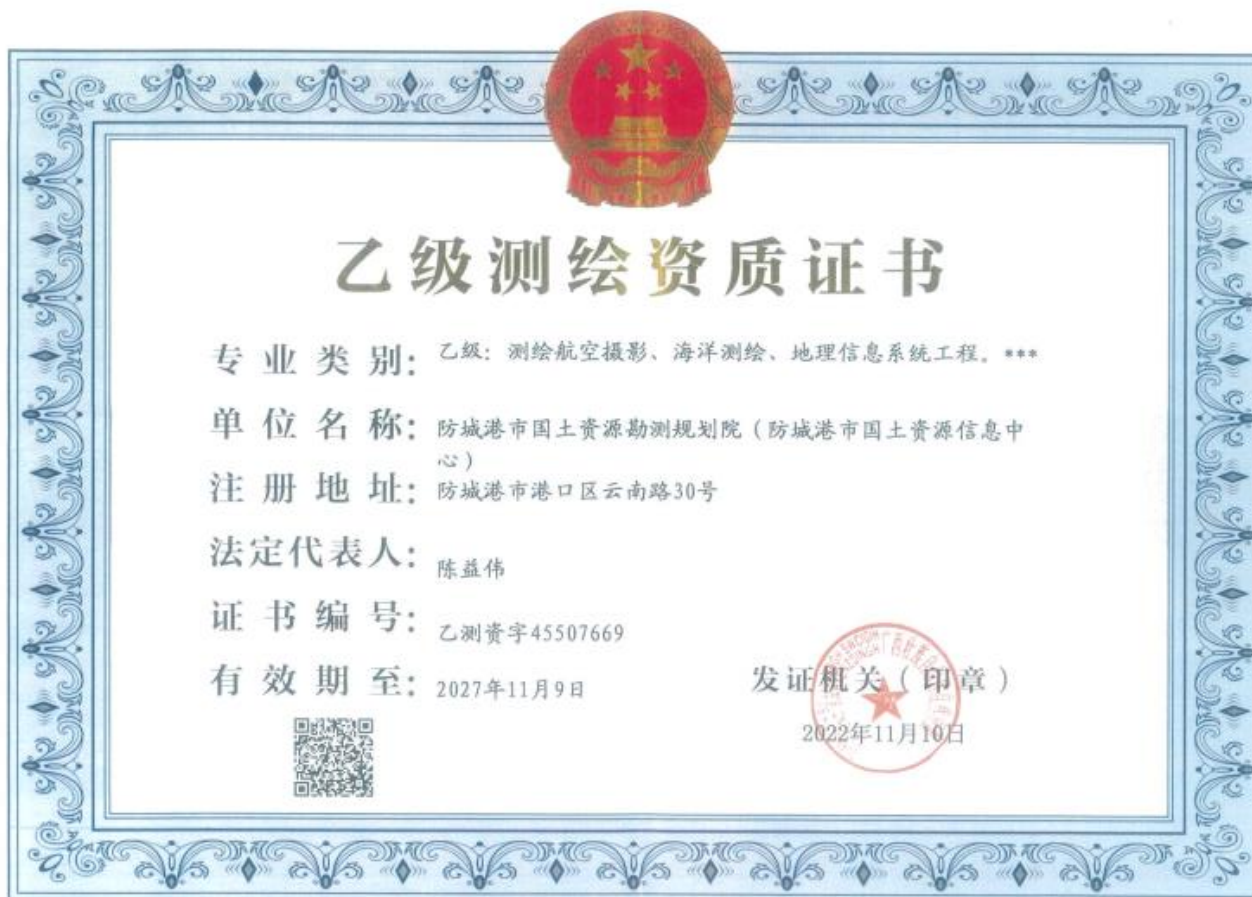 乙级测绘资质证书
专业类别：乙级：测绘航空摄影、海洋测绘、地理信息系统工程。***
单位名称：防城港市国土资源勘测规划院（防城港市国土资源信息中
心）
注册地址：防城港市港口区云南路30号
法定代表人：陈益伟
证书编号：乙测资字45507669
有效期至：2027年11月9日
发证机关（印章）
2022年11月10日